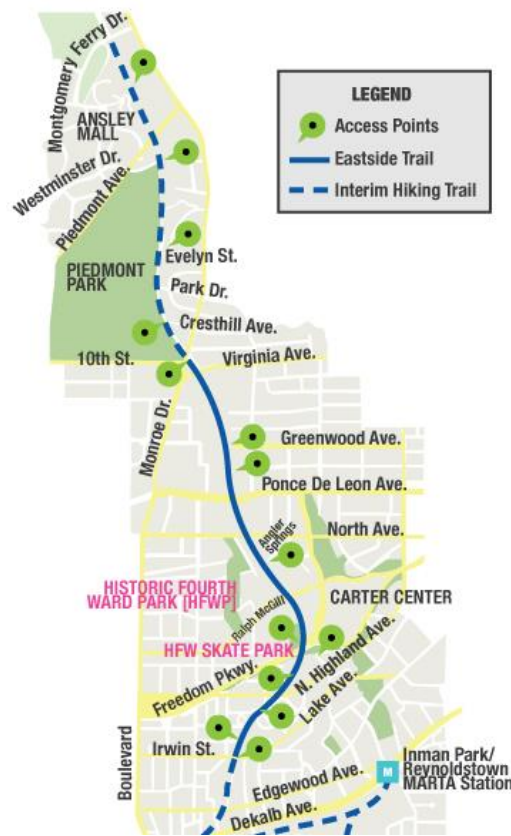 Montgomery Ferry Dr.
ANSLEY
MALL
Westminster Dr.
Piedmont Ave.
LEGEND
Access Points
Eastside Trail
Interim Hiking Trail
Evelyn St.
PIEDMONT
PARK
Park Dr.
Cresthill Ave.
10th St.
Virginia Ave.
Monroe Dr.
Greenwood Ave.
Ponce De Leon Ave.
North Ave.
Angier
Springs
HISTORIC FOURTH
WARD PARK [HFWP]
Ralph McGill
CARTER CENTER
HFW SKATE PARK
N. Highland Ave.
Freedom Pkwy.
Lake Ave.
Boulevard
Irwin St.
Edgewood Ave.
Dekalb Ave.
M
Inman Park/
Reynoldstown
MARTA Station